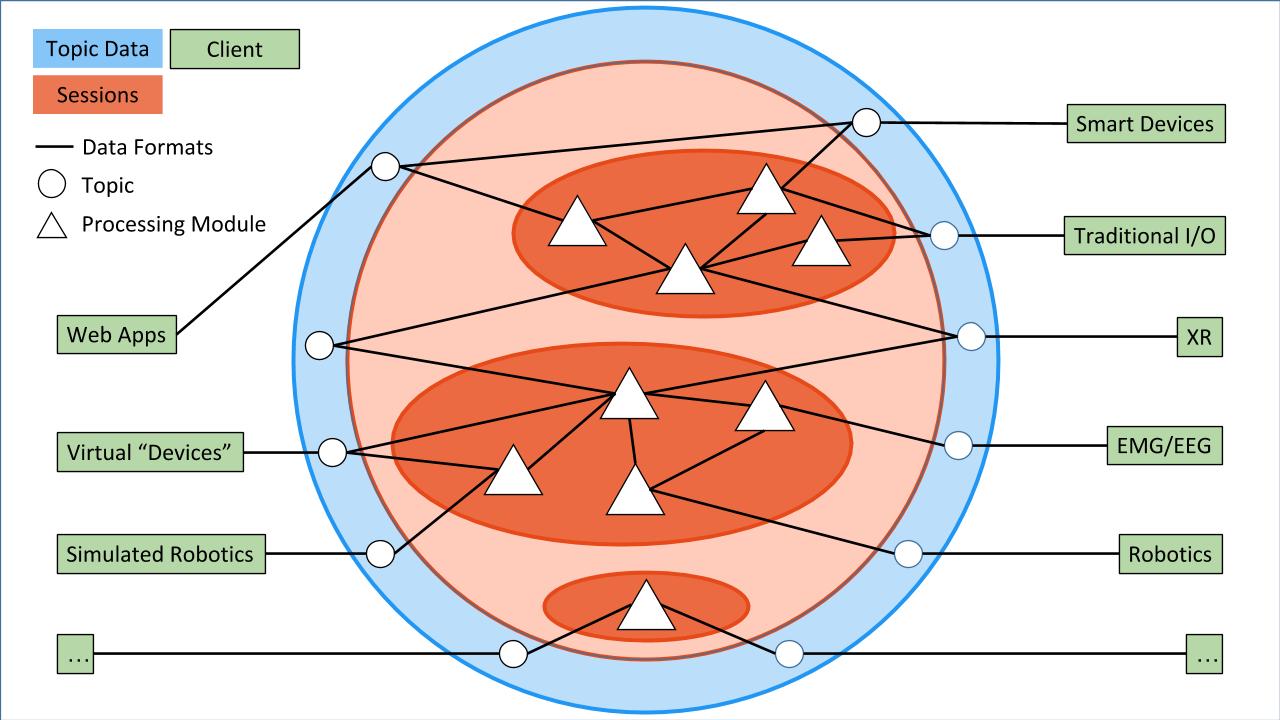 Topic Data
Client
Sessions
Data Formats
Topic
Processing Module
Smart Devices
Traditional I/O
Web Apps
XR
Virtual “Devices”
EMG/EEG
Simulated Robotics
Robotics
...
...